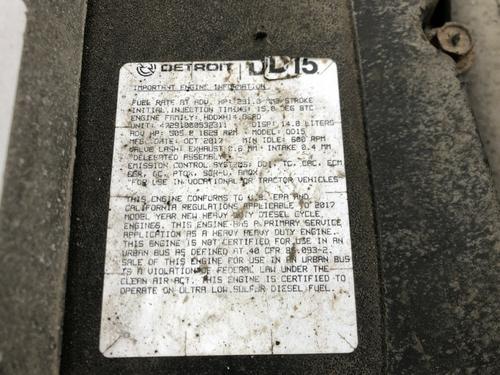 DETROIT DD15
IMPORTANT ENGINE INFORMATION
FUEL RATE AT ADV. HP: 231.3 MM3/STROKE
INITIAL INJECTION TIMING: 15.0 DEG BTC
ENGINE FAMILY: HDDXH14.8GED
UNIT: DISP: 14.8 LITERS
ADV HP: 505 @ 1625 RPM MODEL: DD15
MFG. DATE: OCT 2017 MIN IDLE: 600 RPM
VALVE LASH: EXHAUST 0.6 MM- INTAKE 0.4 MM
"DELEGATED ASSEMBLY"
EMISSION CONTROL SYSTEMS: DDI, TC, CAC, ECM
EGR, OC, PTOX, SCR-U, AMOX
"FOR USE IN VOCATIONAL OR TRACTOR VEHICLES"
THIS ENGINE CONFORMS TO U.S. EPA AND
CALIFORNIA REGULATIONS APPLICABLE TO 2017
MODEL YEAR NEW HEAVY DUTY DIESEL CYCLE
ENGINES. THIS ENGINE HAS A PRIMARY SERVICE
APPLICATION AS A HEAVY HEAVY DUTY ENGINE.
THIS ENGINE IS NOT CERTIFIED FOR USE IN AN
URBAN BUS AS DEFINED AT 40 CFR 86.093-2.
SALE OF THIS ENGINE FOR USE IN AN URBAN BUS
IS A VIOLATION OF FEDERAL LAW UNDER THE
CLEAN AIR ACT. THIS ENGINE IS CERTIFIED TO
OPERATE ON ULTRA LOW SULFUR DIESEL FUEL.